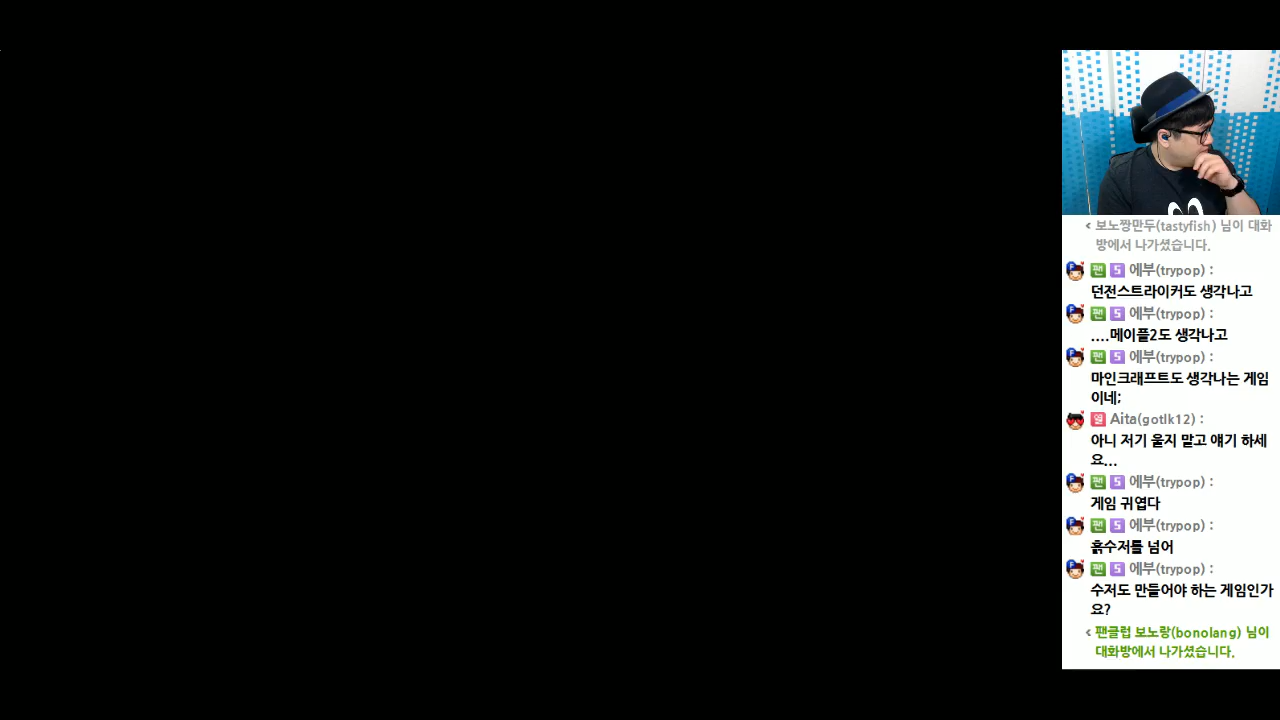 < 보노짱만두(tastyfish) 님이 대화
방에서 나가셨습니다.
팬 5 에부(trypop) :
던전스트라이커도 생각나고
팬 5 에부(trypop) :
....메이플2도 생각나고
팬 5 에부(trypop) :
마인크래프트도 생각나는 게임
이네;
열 Aita(gotlk12) :
아니 저기 울지 말고 얘기 하세
요...
팬 5 에부(trypop) :
게임 귀엽다
팬 5 에부(trypop) :
흙수저를 넘어
팬 5 에부(trypop) :
수저도 만들어야 하는 게임인가
요?
< 팬클럽 보노랑(bonolang) 님이
대화방에서 나가셨습니다.